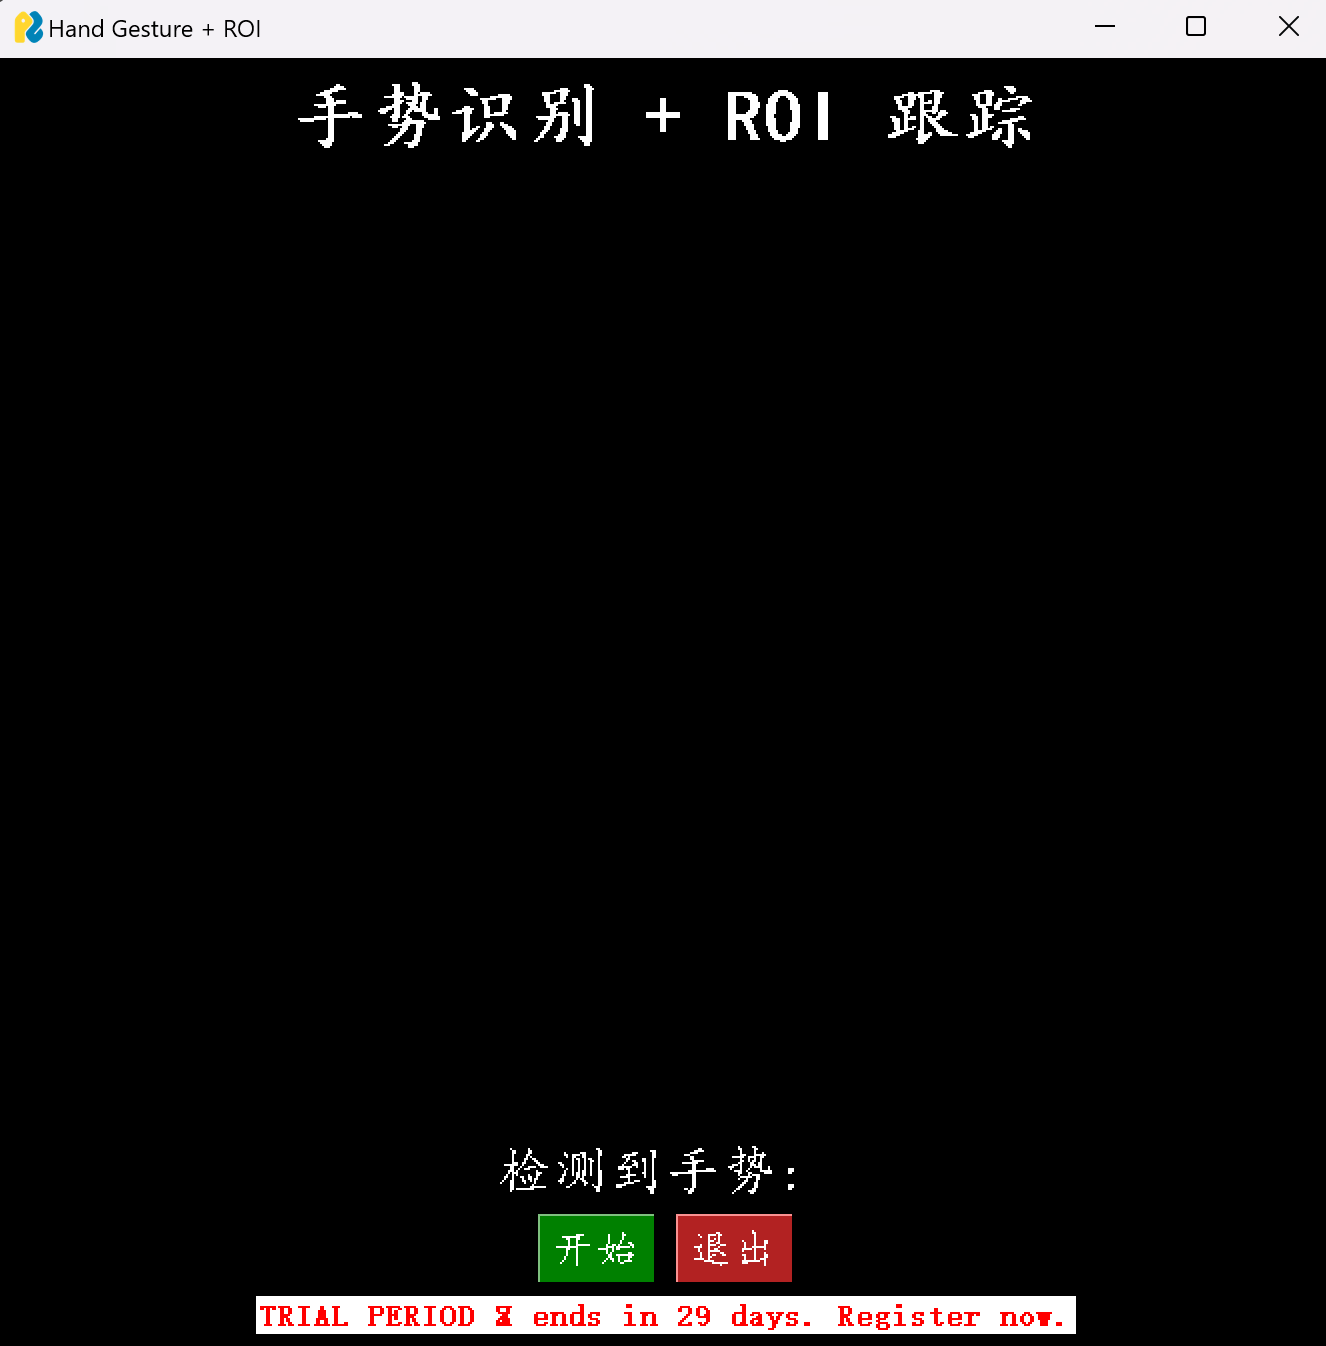 Hand Gesture + ROI
手势识别 + ROI 跟踪
检测到手势:
开始 退出
TRIAL PERIOD ends in 29 days. Register now.